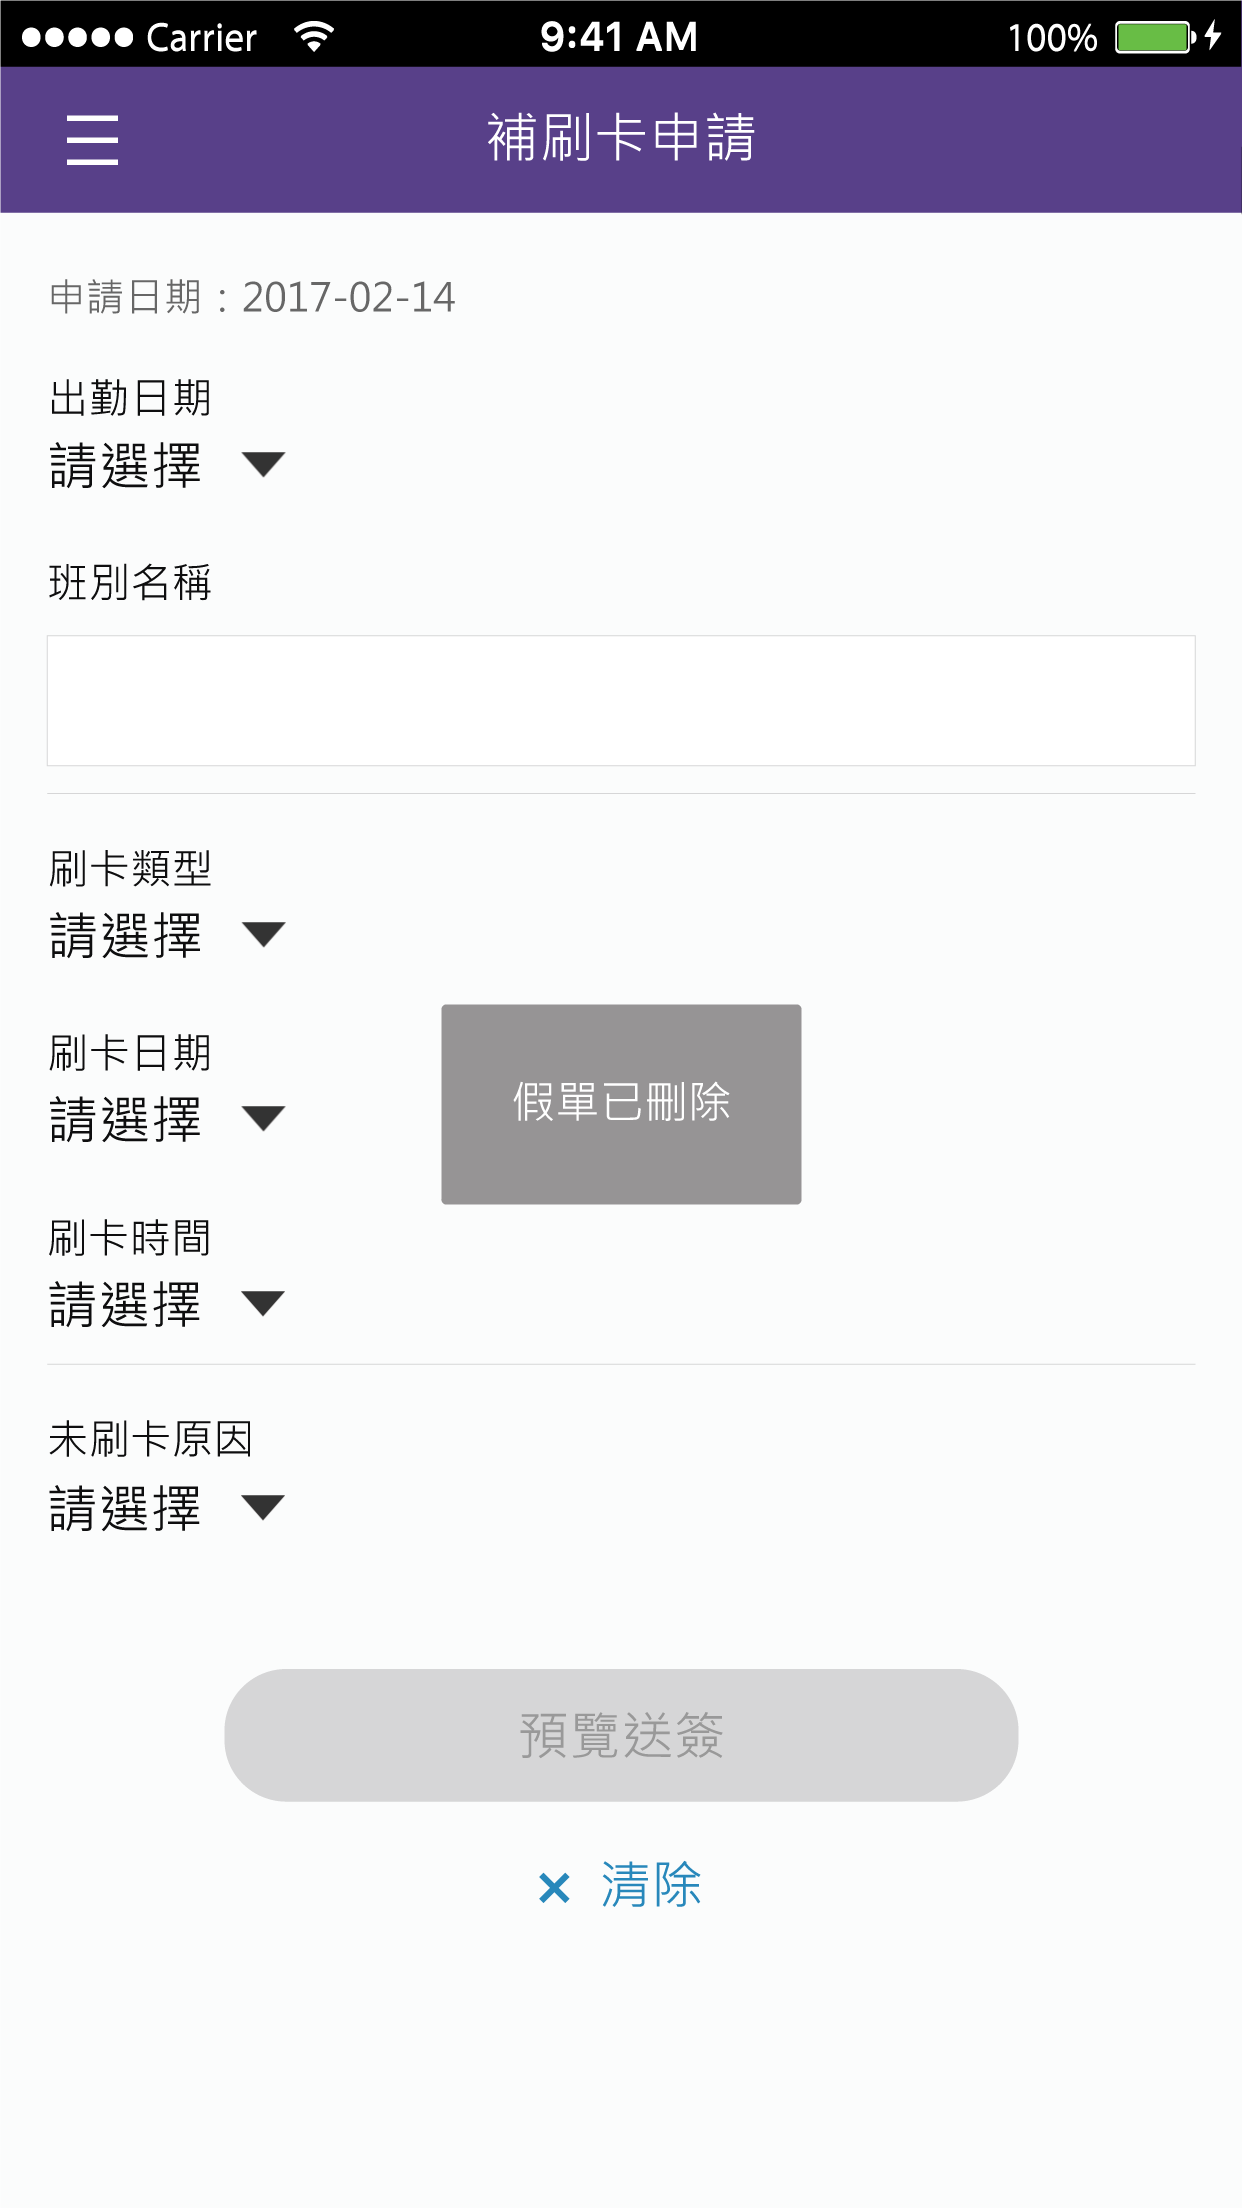 Carrier 9:41 AM 100%
補刷卡申請
申請日期：2017-02-14
出勤日期
請選擇
班別名稱
刷卡類型
請選擇
刷卡日期
請選擇
假單已刪除
刷卡時間
請選擇
未刷卡原因
請選擇
預覽送簽
× 清除